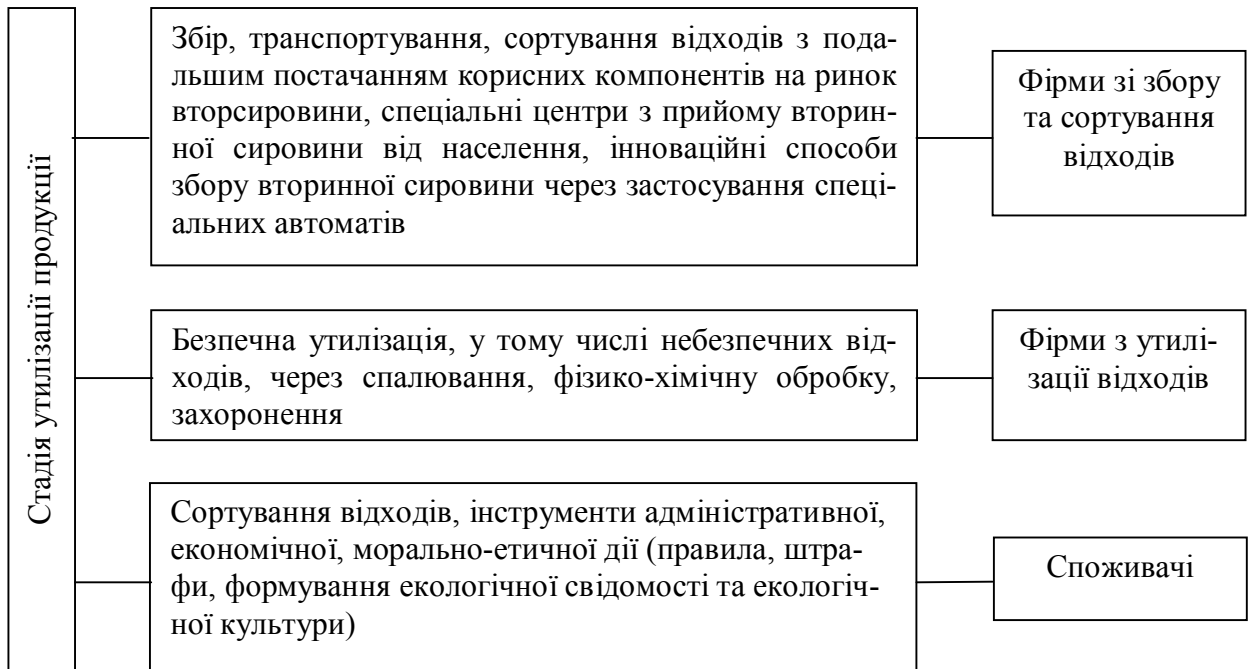 Стадія утилізації продукції
Збір, транспортування, сортування відходів з пода-
льшим постачанням корисних компонентів на ринок
вторсировини, спеціальні центри з прийому вторин-
ної сировини від населення, інноваційні способи
збору вторинної сировини через застосування спеці-
альних автоматів
Фірми зі збору
та сортування
відходів
Безпечна утилізація, у тому числі небезпечних від-
ходів, через спалювання, фізико-хімічну обробку,
захоронення
Фірми з утилі-
зації відходів
Сортування відходів, інструменти адміністративної,
економічної, морально-етичної дії (правила, штра-
фи, формування екологічної свідомості та екологіч-
ної культури)
Споживачі